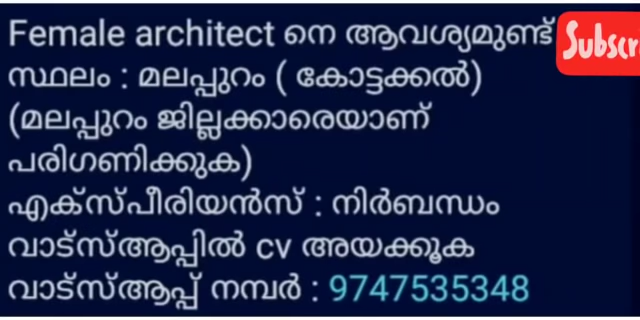 Female architect നെ ആവശ്യമുണ്ട്
സ്ഥലം : മലപ്പുറം ( കോട്ടക്കൽ)
(മലപ്പുറം ജില്ലക്കാരെയാണ്
പരിഗണിക്കുക)
എക്സ്പീരിയൻസ് : നിർബന്ധം
വാട്സ്ആപ്പിൽ cv അയക്കൂക
വാട്സ്ആപ്പ് നമ്പർ : 9747535348